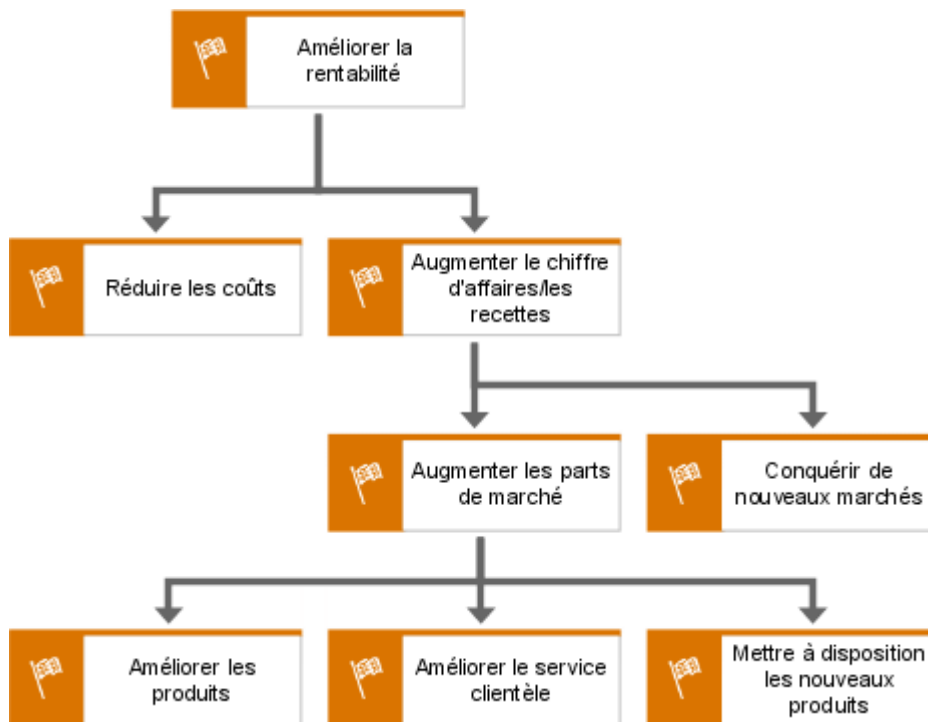 Améliorer la
rentabilité
Réduire les coûts
Augmenter le chiffre
d'affaires/les
recettes
Augmenter les parts
de marché
Conquérir de
nouveaux marchés
Améliorer les
produits
Améliorer le service
clientèle
Mettre à disposition
les nouveaux
produits